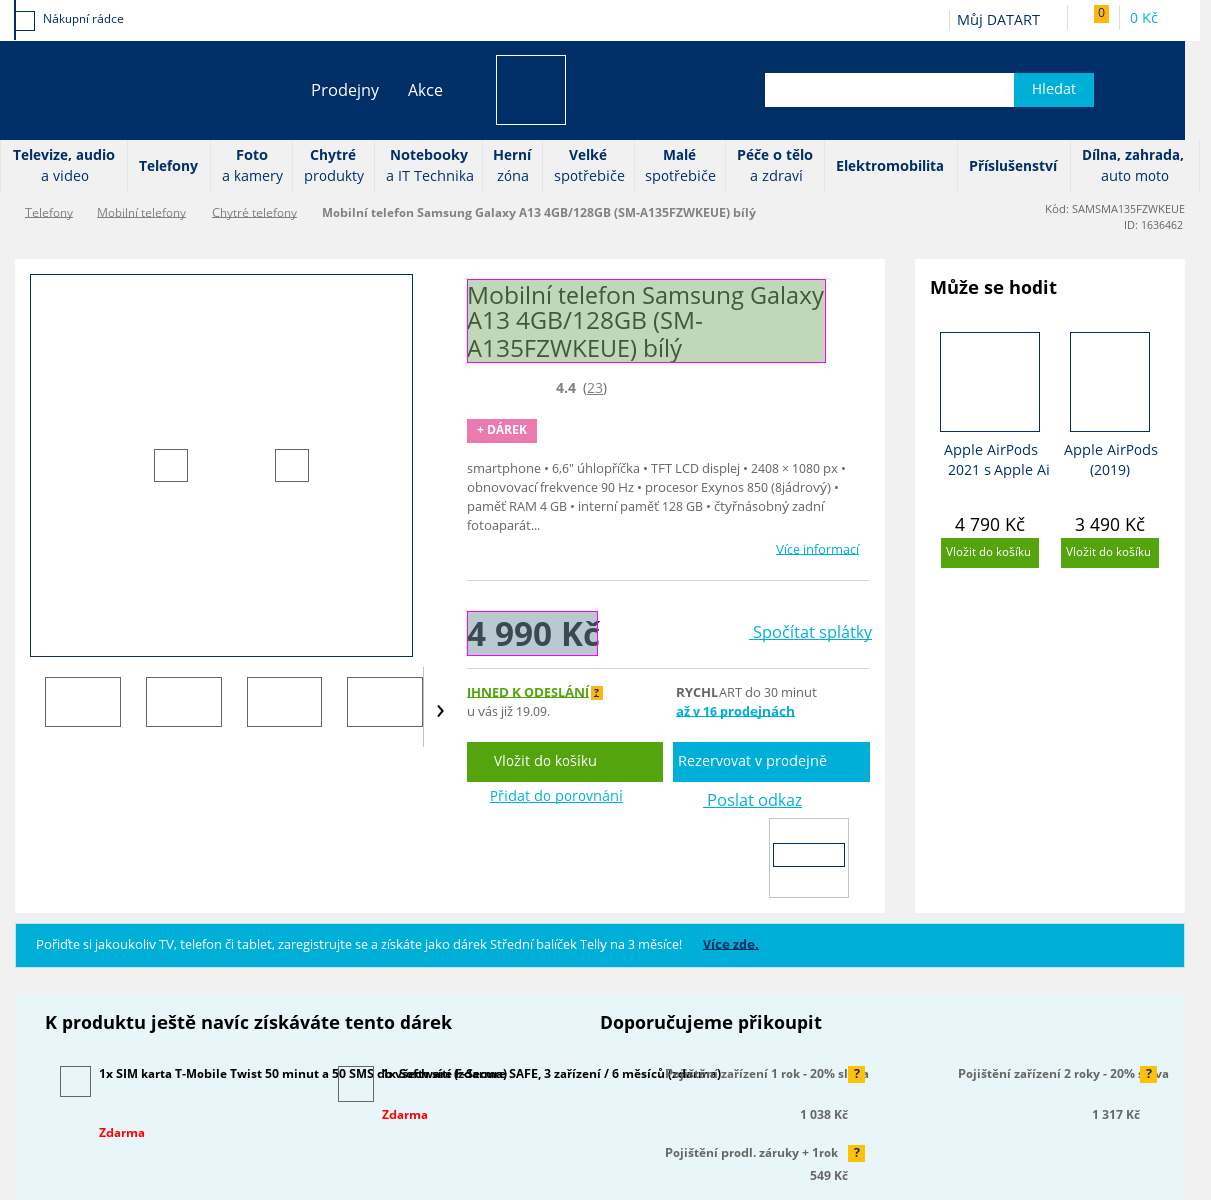 Nákupní rádce
Můj DATART
0
0 Kč
Prodejny
Akce
Hledat
Televize, audio
a video
Telefony
Foto
a kamery
Chytré
produkty
Notebooky
a IT Technika
Herní
zóna
Velké
spotřebiče
Malé
spotřebiče
Péče o tělo
a zdraví
Elektromobilita
Příslušenství
Dílna, zahrada,
auto moto
Telefony
Mobilní telefony
Chytré telefony
Mobilní telefon Samsung Galaxy A13 4GB/128GB (SM-A135FZWKEUE) bílý
Kód: SAMSMA135FZWKEUE
ID: 1636462
Mobilní telefon Samsung Galaxy
A13 4GB/128GB (SM-
A135FZWKEUE) bílý
4.4 (23)
+ DÁREK
smartphone • 6,6" úhlopříčka • TFT LCD displej • 2408 × 1080 px •
obnovovací frekvence 90 Hz • procesor Exynos 850 (8jádrový) •
paměť RAM 4 GB • interní paměť 128 GB • čtyřnásobný zadní
fotoaparát...
Více informací
4 990 Kč
Spočítat splátky
IHNED K ODESLÁNÍ ?
u vás již 19.09.
RYCHLART do 30 minut
až v 16 prodejnách
Vložit do košíku
Rezervovat v prodejně
Přidat do porovnání
Poslat odkaz
Může se hodit
Apple AirPods
2021 s Apple Ai
4 790 Kč
Vložit do košíku
Apple AirPods
(2019)
3 490 Kč
Vložit do košíku
Pořiďte si jakoukoliv TV, telefon či tablet, zaregistrujte se a získáte jako dárek Střední balíček Telly na 3 měsíce! Více zde.
K produktu ještě navíc získáváte tento dárek
1x SIM karta T-Mobile Twist 50 minut a 50 SMS do všech sítí (zdarma)
Zdarma
1x Software F-Secure SAFE, 3 zařízení / 6 měsíců (zdarma)
Zdarma
Doporučujeme přikoupit
Pojištění zařízení 1 rok - 20% sleva
?
1 038 Kč
Pojištění zařízení 2 roky - 20% sleva
?
1 317 Kč
Pojištění prodl. záruky + 1rok
?
549 Kč